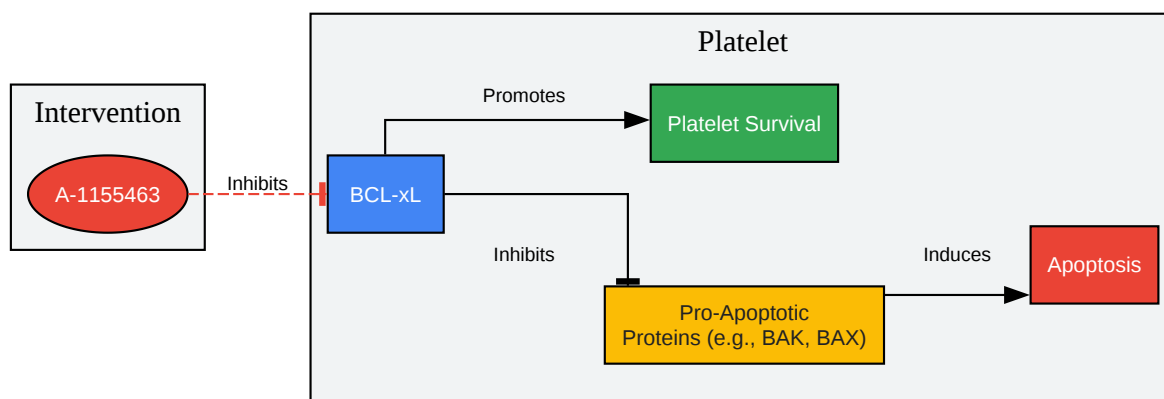 Platelet
Intervention
Promotes
Platelet Survival
A-1155463
Inhibits
BCL-xL
Inhibits
Induces
Apoptosis
Pro-Apoptotic
Proteins (e.g., BAK, BAX)